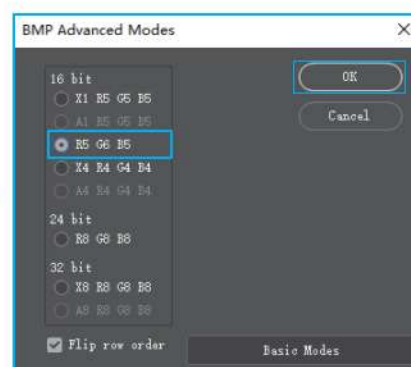 BMP Advanced Modes
16 bit
X1 R5 G5 B5
A1 R5 G5 B5
R5 G6 B5
X4 R4 G4 B4
A4 R4 G4 B4
24 bit
R8 G8 B8
32 bit
X8 R8 G8 B8
A8 R8 G8 B8
Flip row order
OK
Cancel
Basic Modes